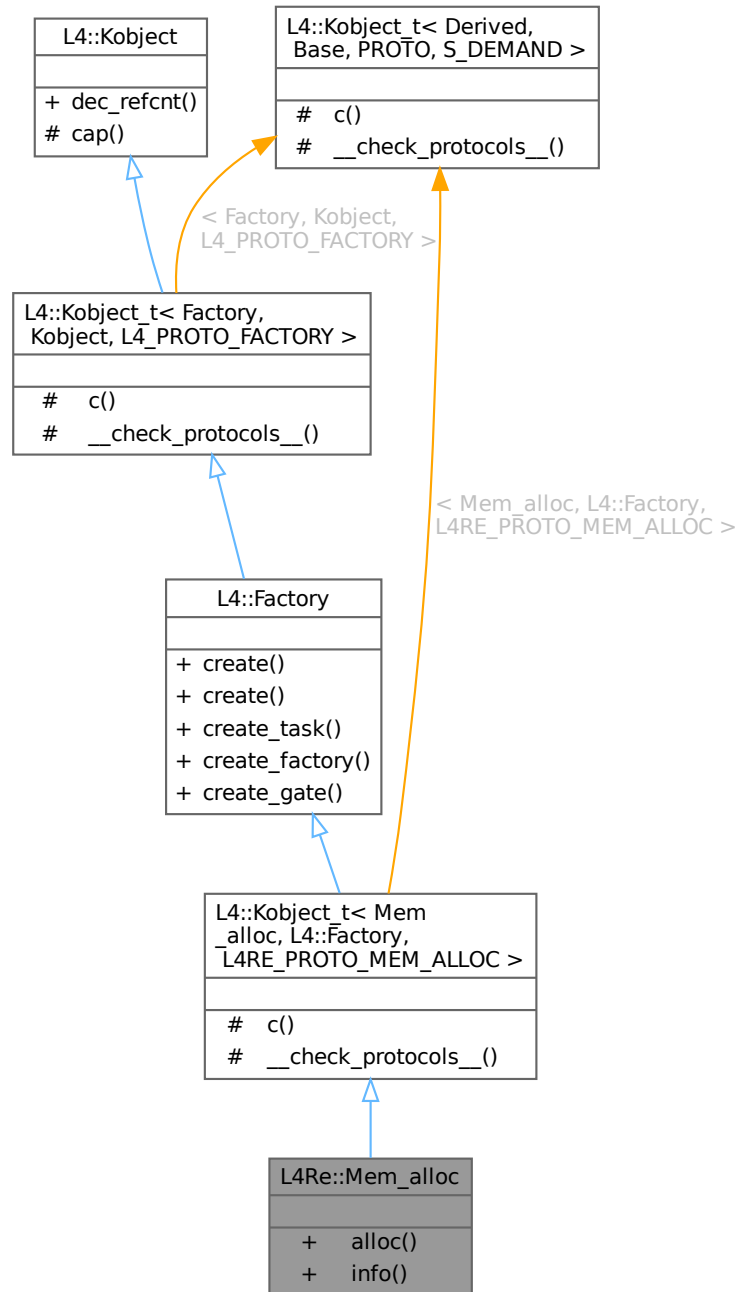 L4::Kobject
+ dec_refcnt()
# cap()
L4::Kobject_t< Derived,
Base, PROTO, S_DEMAND >
# c()
# __check_protocols__()
< Factory, Kobject,
L4_PROTO_FACTORY >
L4::Kobject_t< Factory,
Kobject, L4_PROTO_FACTORY >
# c()
# __check_protocols__()
< Mem_alloc, L4::Factory,
L4RE_PROTO_MEM_ALLOC >
L4::Factory
+ create()
+ create()
+ create_task()
+ create_factory()
+ create_gate()
L4::Kobject_t< Mem
_alloc, L4::Factory,
L4RE_PROTO_MEM_ALLOC >
# c()
# __check_protocols__()
L4Re::Mem_alloc
+ alloc()
+ info()